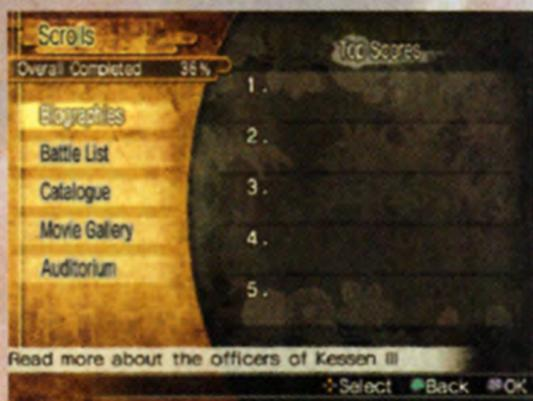 Scrolls
Overall Completed 36%
Biographies
Battle List
Catalogue
Movie Gallery
Auditorium
Top Scores
1.
2.
3.
4.
5.
Read more about the officers of Kessen III
Select Back OK